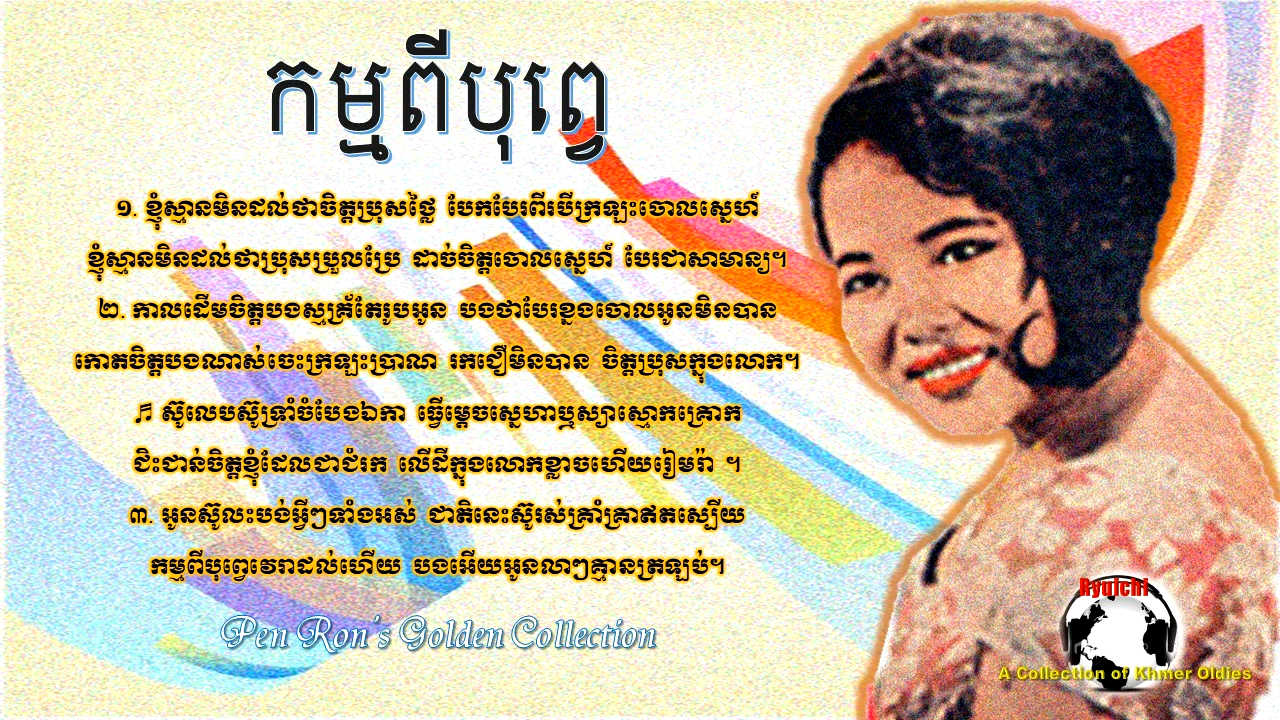 កម្មពីបុព្វេ
១. ខ្ញុំស្មានមិនដល់ថាចិត្តប្រុសថ្លៃ បែកបែរពីរបីក្រឡះចោលស្នេហ៍
ខ្ញុំស្មានមិនដល់ថាប្រុសប្រួលប្រែ ដាច់ចិត្តចោលស្នេហ៍ បែរជាសាមាន្យ។
២. កាលដើមចិត្តបងស្មគ្រ័តែរូបអូន បងថាបែរខ្នងចោលអូនមិនបាន
កោតចិត្តបងណាស់ចេះក្រឡះប្រាណ រកជឿមិនបាន ចិត្តប្រុសក្នុងលោក។
♬ ស៊ូលេបស៊ូទ្រាំចំបែងឯកា ធ្វើម្ដេចស្នេហាឬស្យាស្មោកគ្រោក
ជិះជាន់ចិត្តខ្ញុំដែលជាជំរក លើដីក្នុងលោកខ្លាចហើយរៀមរ៉ា ។
៣. អូនស៊ូលះបង់អ្វីៗទាំងអស់ ជាតិនេះស៊ូរស់គ្រាំគ្រាឥតស្បើយ
កម្មពីបុព្វេវេរាដល់ហើយ បងអើយអូនលាៗគ្មានត្រឡប់។
Pen Ron's Golden Collection
Ryuichi
A Collection of Khmer Oldies